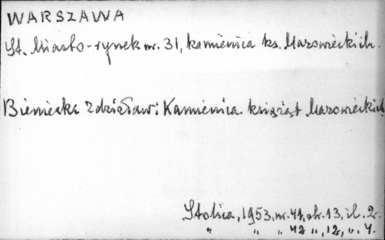 WARSZAWA
St. Miasto-rynek nr. 31, kamienica ks. Mazowieckich.
Bieniecki Zdzisław: Kamienica książąt Mazowieckich
Stolica, 1953. nr. 41, str. 13, il. 2.
" " " 42 ", 12, ", 4.